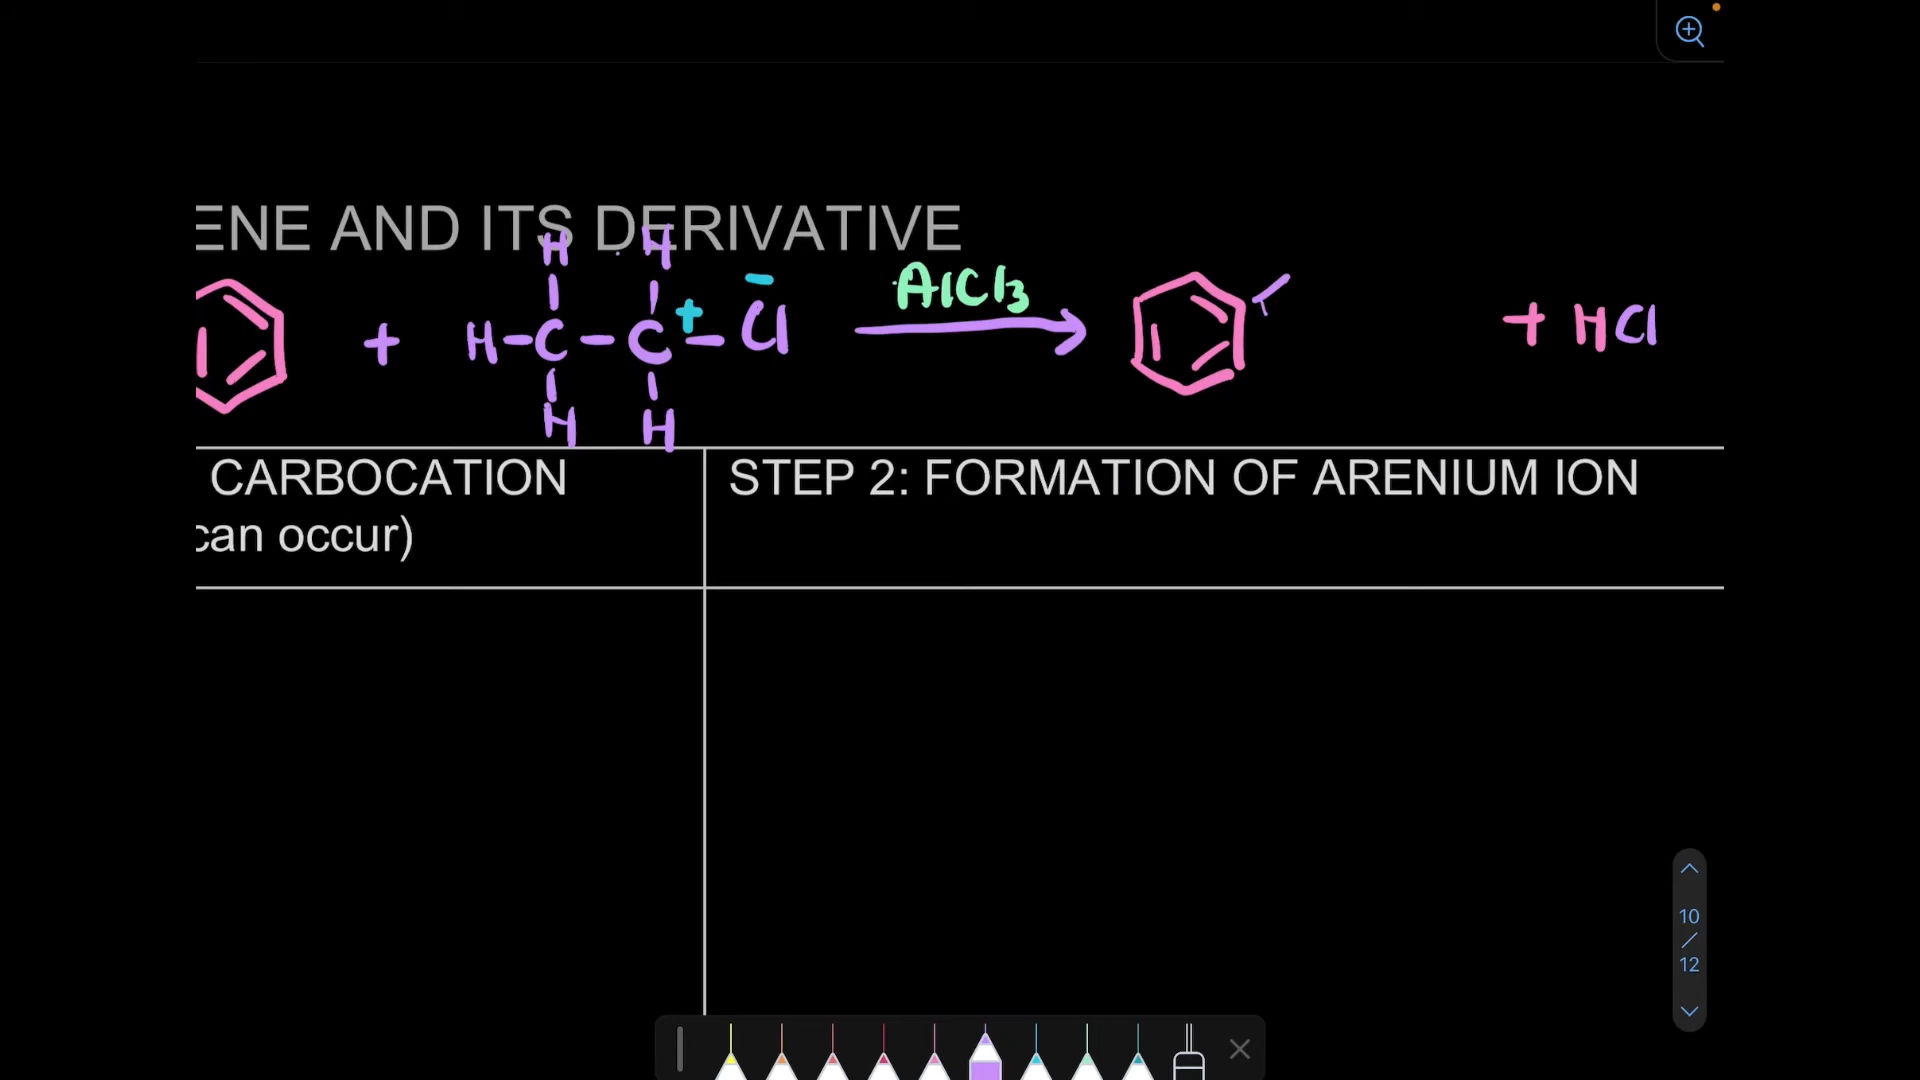 ENE AND ITS DERIVATIVE
H H
+ H-C-C+-Cl- AlCl3 + HCl
H H
CARBOCATION
can occur)
STEP 2: FORMATION OF ARENIUM ION
10
/
12